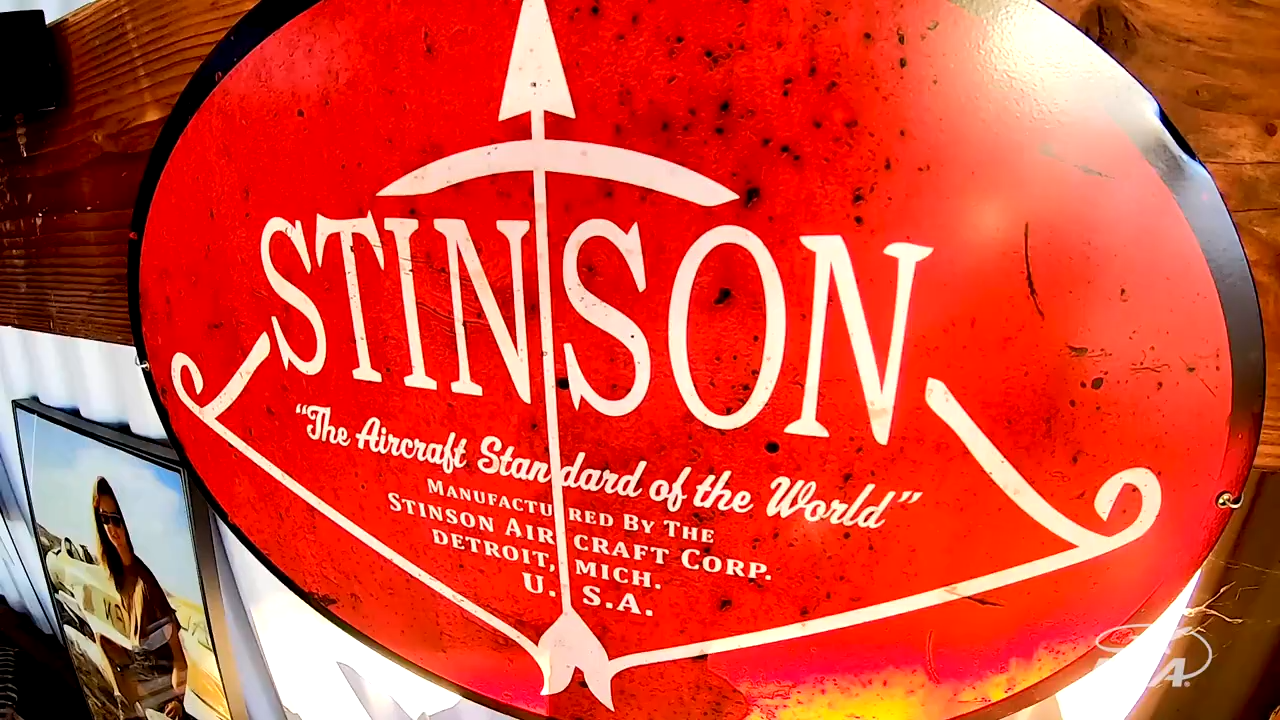 STINSON
“The Aircraft Standard of the World”
MANUFACTURED BY THE
STINSON AIRCRAFT CORP.
DETROIT, MICH.
U.S.A.